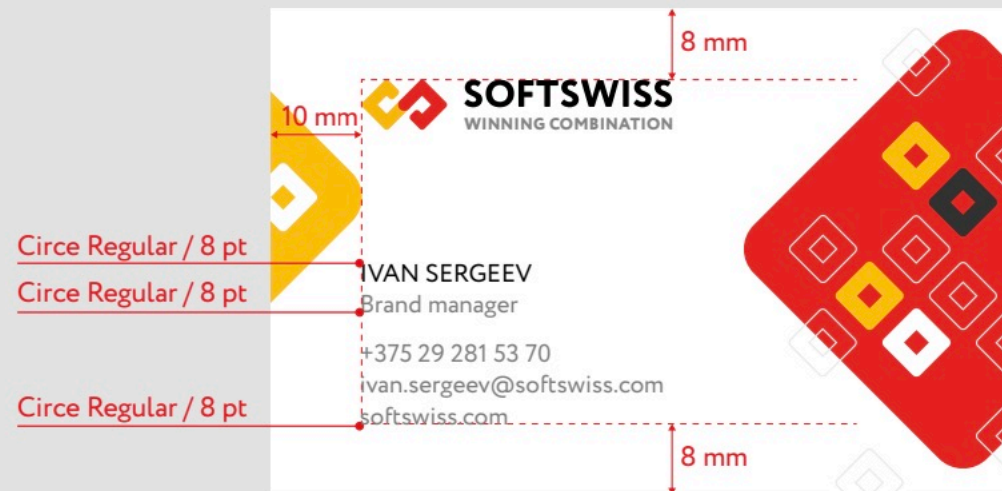 8 mm
SOFTSWISS
WINNING COMBINATION
10 mm
Circe Regular / 8 pt
IVAN SERGEEV
Circe Regular / 8 pt
Brand manager
+375 29 281 53 70
ivan.sergeev@softswiss.com
Circe Regular / 8 pt
softswiss.com
8 mm